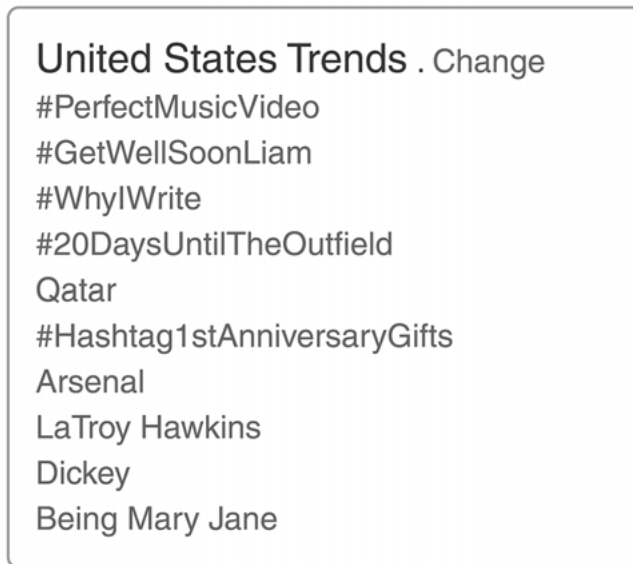 United States Trends . Change
#PerfectMusicVideo
#GetWellSoonLiam
#WhyIWrite
#20DaysUntilTheOutfield
Qatar
#Hashtag1stAnniversaryGifts
Arsenal
LaTroy Hawkins
Dickey
Being Mary Jane